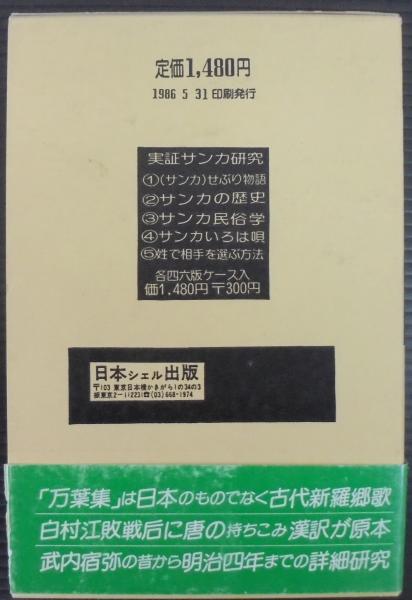 定価1,480円
1986 5 31 印刷発行
実証サンカ研究
①(サンカ)せぶり物語
②サンカの歴史
③サンカ民俗学
④サンカいろは唄
⑤姓で相手を選ぶ方法
各四六版ケース入
価1,480円〒300円
日本シェル出版
〒103 東京日本橋かきがら1の34の3
振東京2-112231☎(03)668-1974
「万葉集」は日本のものでなく古代新羅郷歌
白村江敗戦后に唐の持ちこみ漢訳が原本
武内宿弥の昔から明治四年までの詳細研究